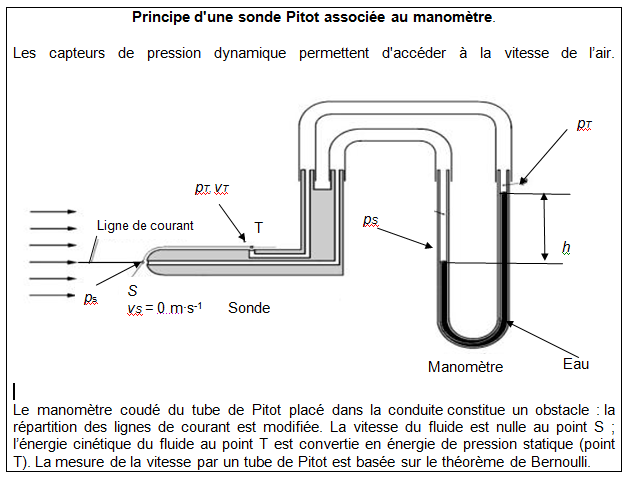 Principe d'une sonde Pitot associée au manomètre.
Les capteurs de pression dynamique permettent d'accéder à la vitesse de l'air.
pT
pT vT
Ligne de courant
T
pS
h
ps
S
vS = 0 m·s-1
Sonde
Manomètre
Eau
Le manomètre coudé du tube de Pitot placé dans la conduite constitue un obstacle : la
répartition des lignes de courant est modifiée. La vitesse du fluide est nulle au point S ;
l'énergie cinétique du fluide au point T est convertie en énergie de pression statique (point
T). La mesure de la vitesse par un tube de Pitot est basée sur le théorème de Bernoulli.